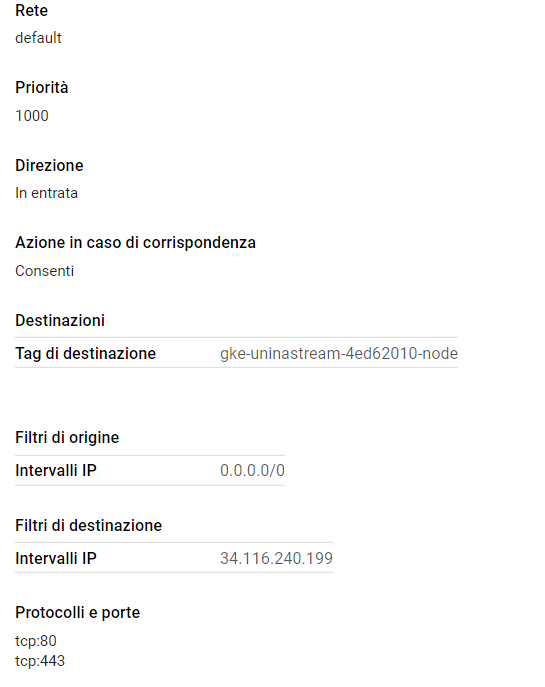 Rete
default
Priorità
1000
Direzione
In entrata
Azione in caso di corrispondenza
Consenti
Destinazioni
Tag di destinazione gke-uninastream-4ed62010-node
Filtri di origine
Intervalli IP 0.0.0.0/0
Filtri di destinazione
Intervalli IP 34.116.240.199
Protocolli e porte
tcp:80
tcp:443